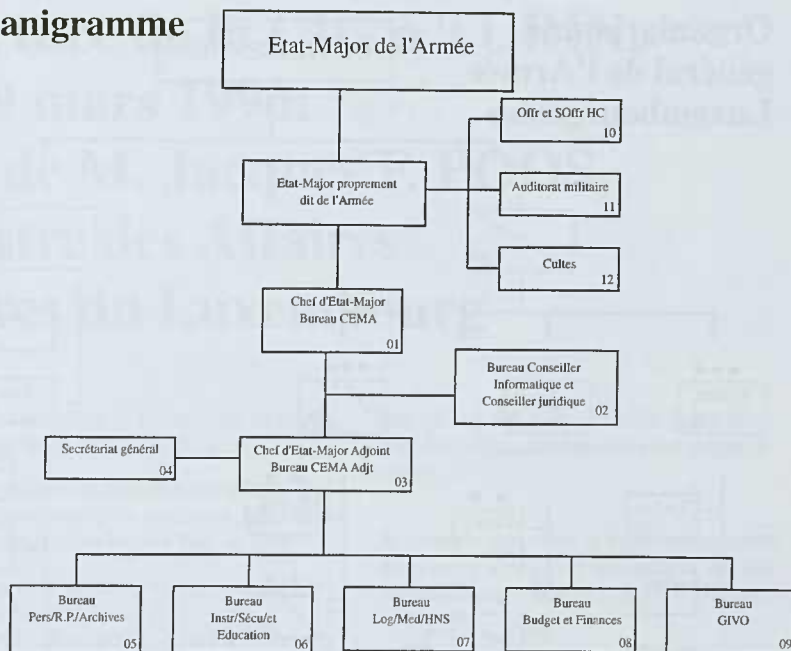 anigramme
Etat-Major de l'Armée
Offr et SOffr HC
10
Etat-Major proprement
dit de l'Armée
Auditorat militaire
11
Cultes
12
Chef d'Etat-Major
Bureau CEMA
01
Bureau Conseiller
Informatique et
Conseiller juridique
02
Secrétariat général
04
Chef d'Etat-Major Adjoint
Bureau CEMA Adjt
03
Bureau
Pers/R.P./Archives
05
Bureau
Instr/Sécu/et
Education
06
Bureau
Log/Med/HNS
07
Bureau
Budget et Finances
08
Bureau
GIVO
09